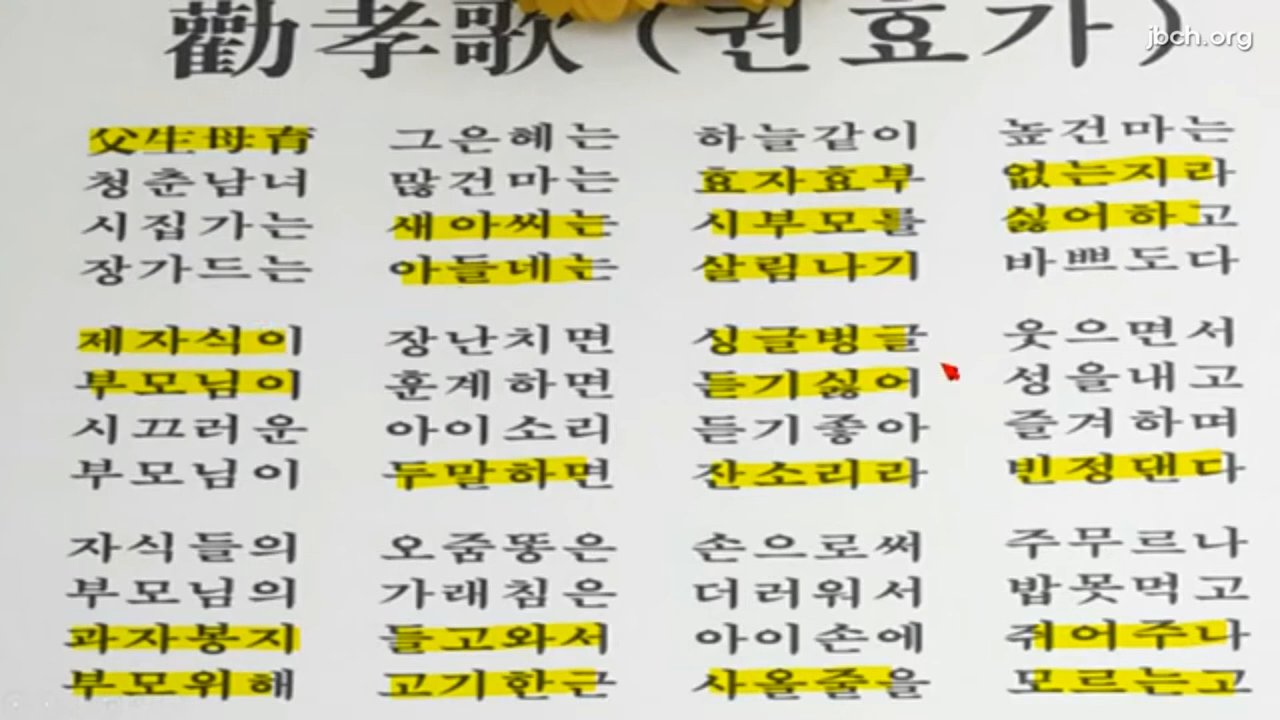 勸孝歌(권효가)
jbch.org
父生母育 그은혜는 하늘같이 높건마는
청춘남녀 많건마는 효자효부 없는지라
시집가는 새아씨는 시부모를 싫어하고
장가드는 아들네는 살림나기 바쁘도다
제자식이 장난치면 싱글벙글 웃으면서
부모님이 훈계하면 듣기싫어 성을내고
시끄러운 아이소리 듣기좋아 즐겨하며
부모님이 두말하면 잔소리라 빈정댄다
자식들의 오줌똥은 손으로써 주무르나
부모님의 가래침은 더러워서 밥못먹고
과자봉지 들고와서 아이손에 쥐어주나
부모위해 고기한근 사올줄을 모르는고